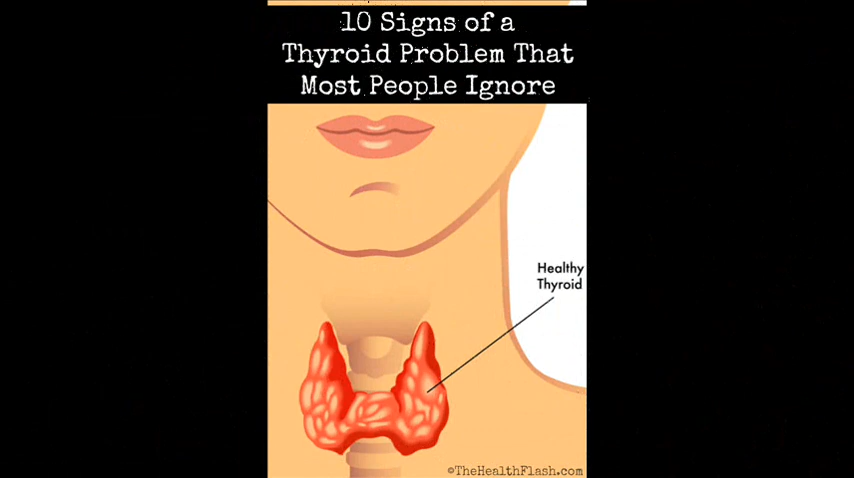 10 Signs of a
Thyroid Problem That
Most People Ignore
Healthy
Thyroid
©TheHealthFlash.com